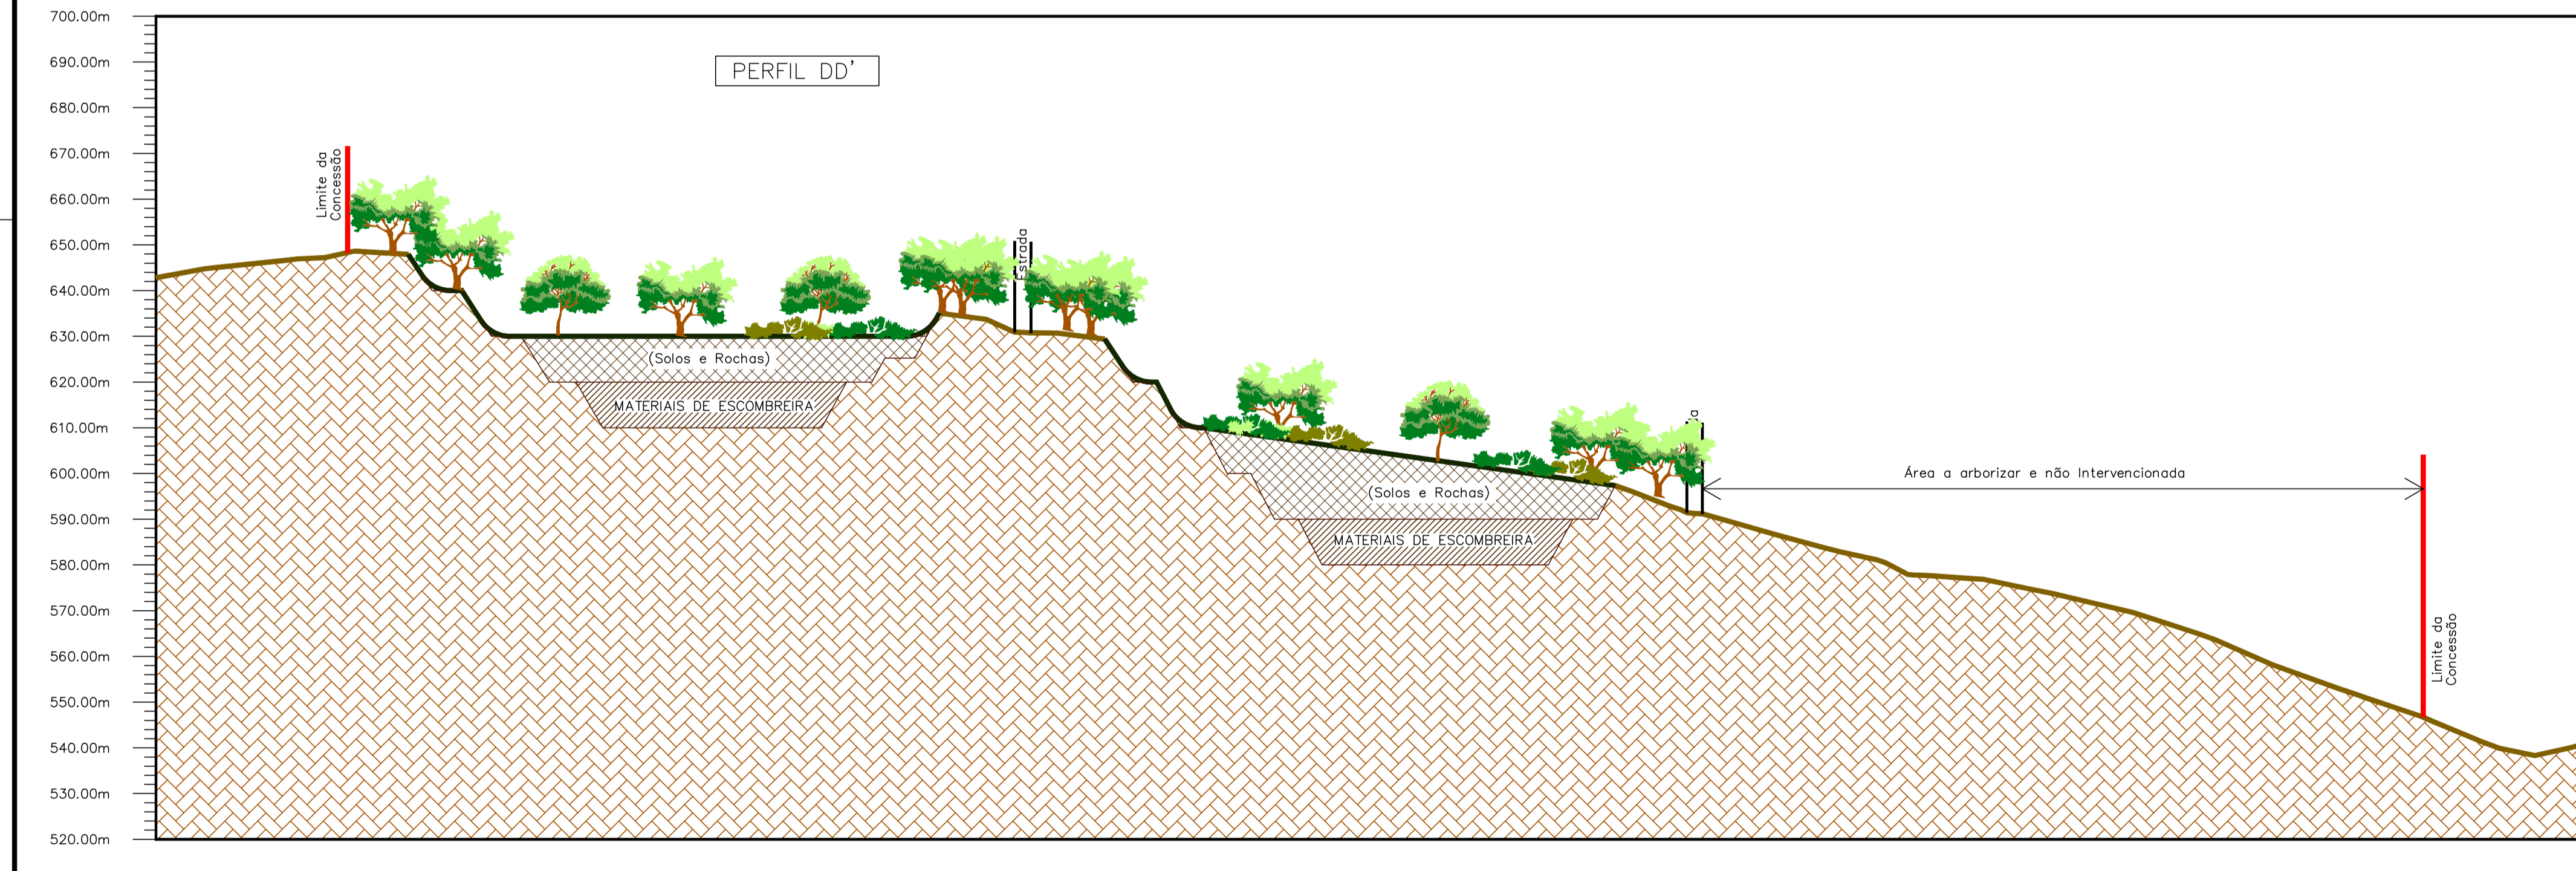 700.00m
690.00m
680.00m
670.00m
660.00m
650.00m
640.00m
630.00m
620.00m
610.00m
600.00m
590.00m
580.00m
570.00m
560.00m
550.00m
540.00m
530.00m
520.00m
PERFIL DD'
Limite da
Concessão
Estrada
(Solos e Rochas)
MATERIAIS DE ESCOMBREIRA
(Solos e Rochas)
MATERIAIS DE ESCOMBREIRA
Área a arborizar e não Intervencionada
Limite da
Concessão